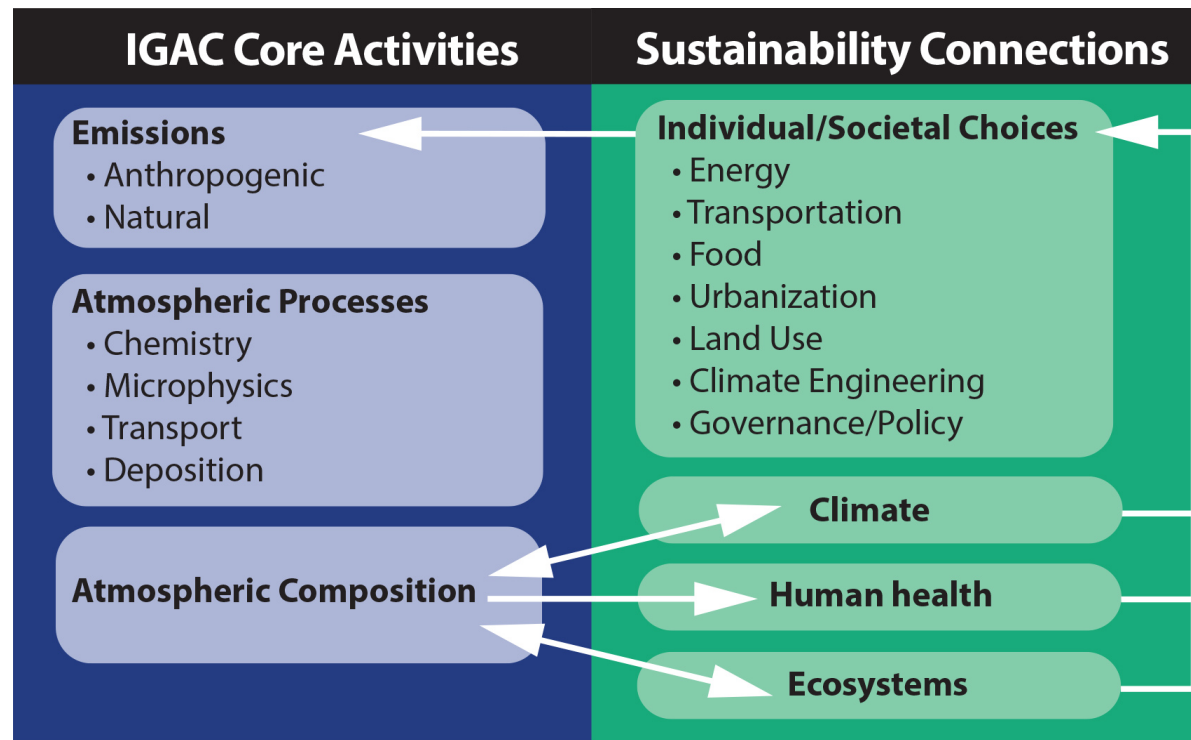 IGAC Core Activities
Emissions
• Anthropogenic
• Natural
Atmospheric Processes
• Chemistry
• Microphysics
• Transport
• Deposition
Atmospheric Composition
Sustainability Connections
Individual/Societal Choices
• Energy
• Transportation
• Food
• Urbanization
• Land Use
• Climate Engineering
• Governance/Policy
Climate
Human health
Ecosystems